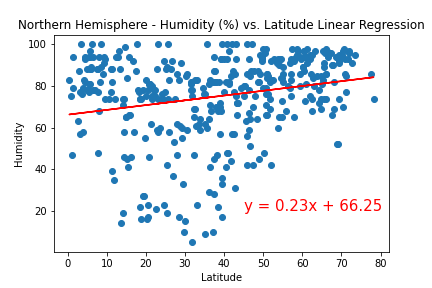 Northern Hemisphere - Humidity (%) vs. Latitude Linear Regression
100
80
60
40
20
Humidity
y = 0.23x + 66.25
0 10 20 30 40 50 60 70 80
Latitude